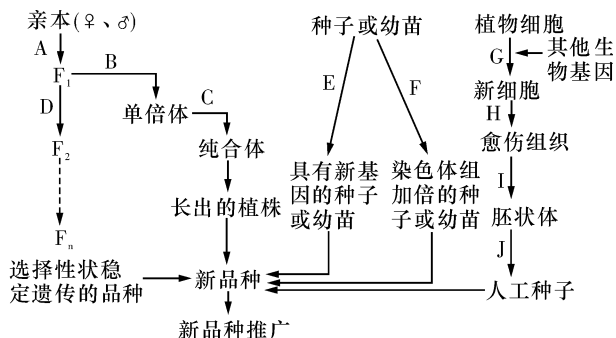 亲本(♀、♂)
A
F₁
B
D
单倍体
C
F₂
纯合体
长出的植株
Fₙ
选择性状稳
定遗传的品种
新品种
新品种推广
种子或幼苗
E
F
具有新基
因的种子
或幼苗
染色体组
加倍的种
子或幼苗
植物细胞
G
其他生
物基因
新细胞
H
愈伤组织
I
胚状体
J
人工种子